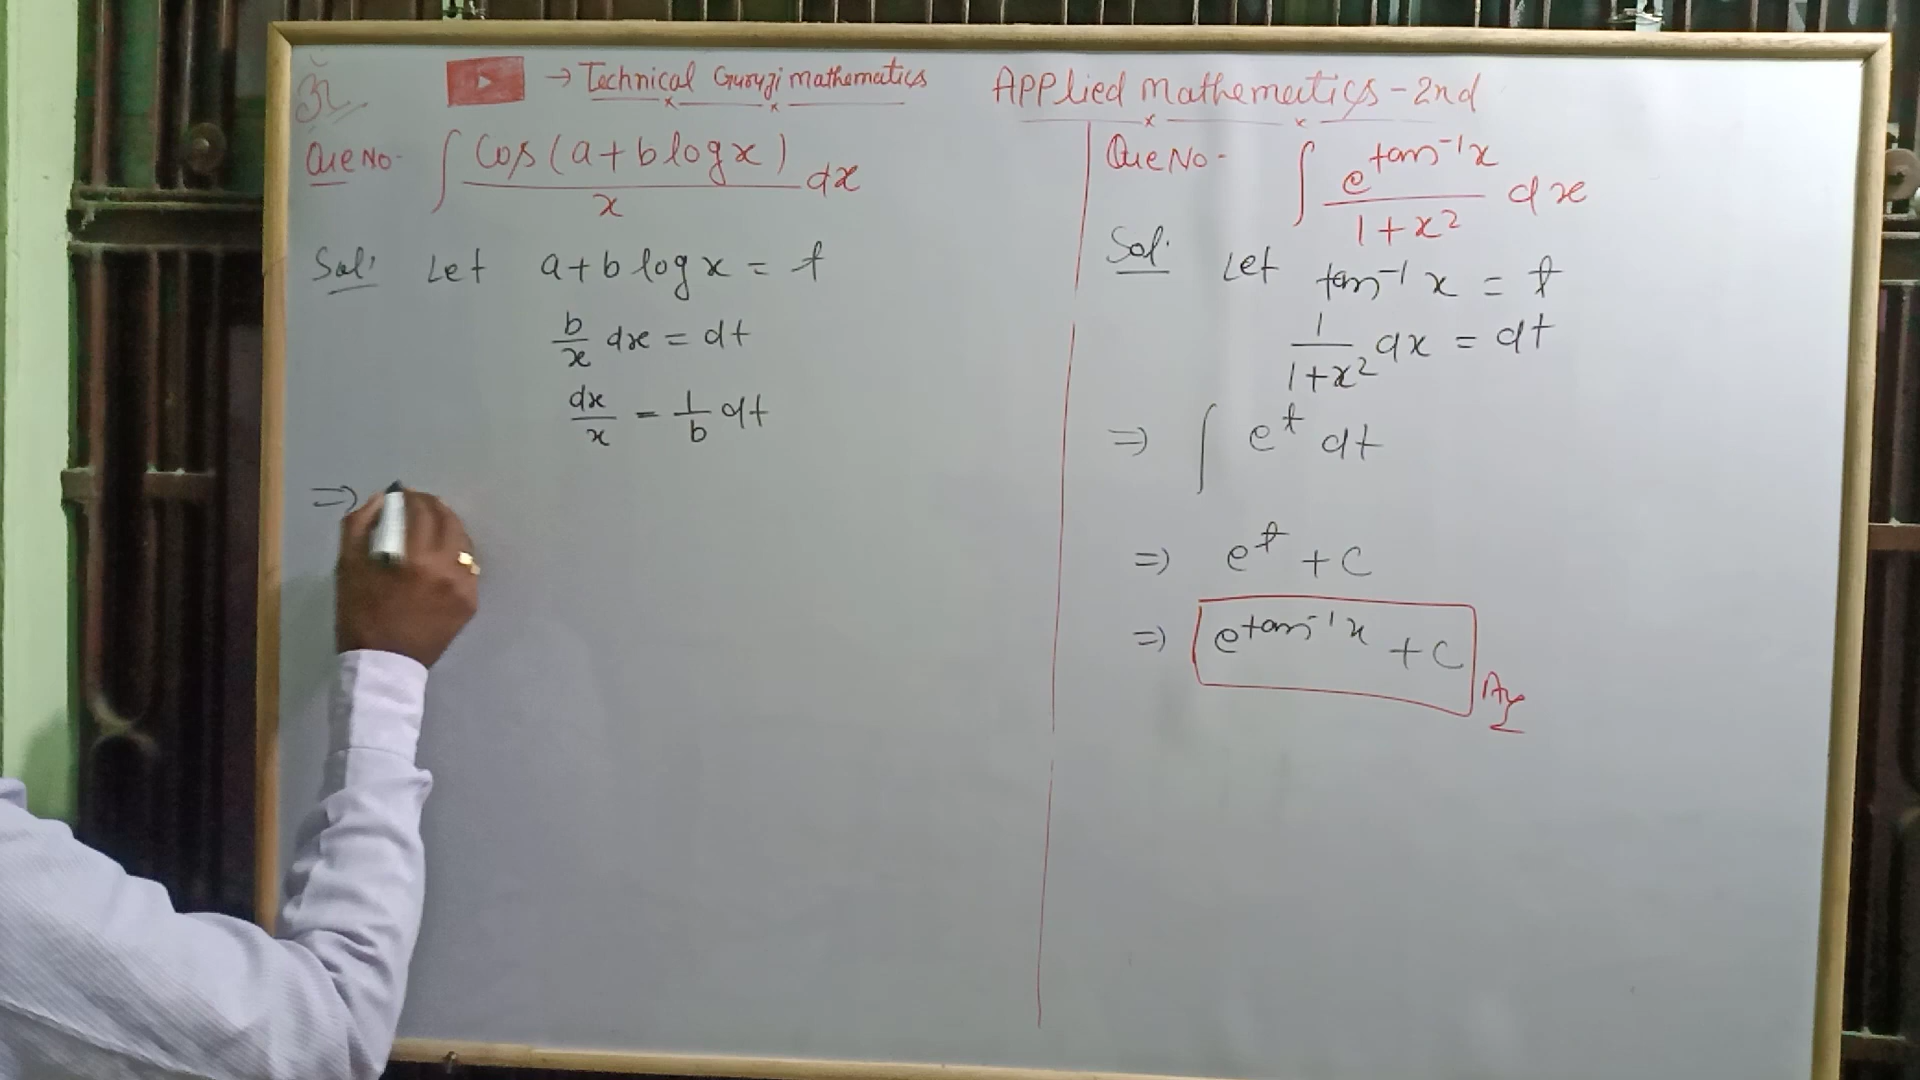 ॐ
→ Technical Guruji mathematics
Applied Mathematics - 2nd
Que No- ∫ cos(a+b log x)/x dx
Sol. Let a+b log x = t
b/x dx = dt
dx/x = 1/b dt
⇒
Que No- ∫ e^(tan⁻¹x)/(1+x²) dx
Sol. Let tan⁻¹ x = t
1/(1+x²) dx = dt
⇒ ∫ e^t dt
⇒ e^t + C
⇒ e^(tan⁻¹x) + C Ans